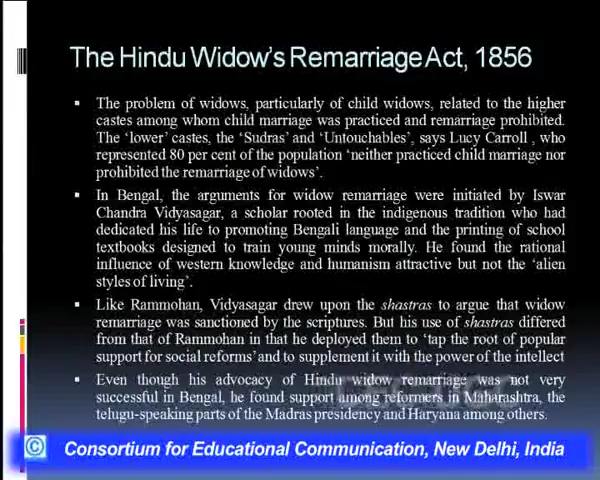 The Hindu Widow's Remarriage Act, 1856
▪ The problem of widows, particularly of child widows, related to the higher
castes among whom child marriage was practiced and remarriage prohibited.
The 'lower' castes, the 'Sudras' and 'Untouchables', says Lucy Carroll , who
represented 80 per cent of the population 'neither practiced child marriage nor
prohibited the remarriage of widows'.
▪ In Bengal, the arguments for widow remarriage were initiated by Iswar
Chandra Vidyasagar, a scholar rooted in the indigenous tradition who had
dedicated his life to promoting Bengali language and the printing of school
textbooks designed to train young minds morally. He found the rational
influence of western knowledge and humanism attractive but not the 'alien
styles of living'.
▪ Like Rammohan, Vidyasagar drew upon the shastras to argue that widow
remarriage was sanctioned by the scriptures. But his use of shastras differed
from that of Rammohan in that he deployed them to 'tap the root of popular
support for social reforms' and to supplement it with the power of the intellect
▪ Even though his advocacy of Hindu widow remarriage was not very
successful in Bengal, he found support among reformers in Maharashtra, the
telugu-speaking parts of the Madras presidency and Haryana among others.
© Consortium for Educational Communication, New Delhi, India